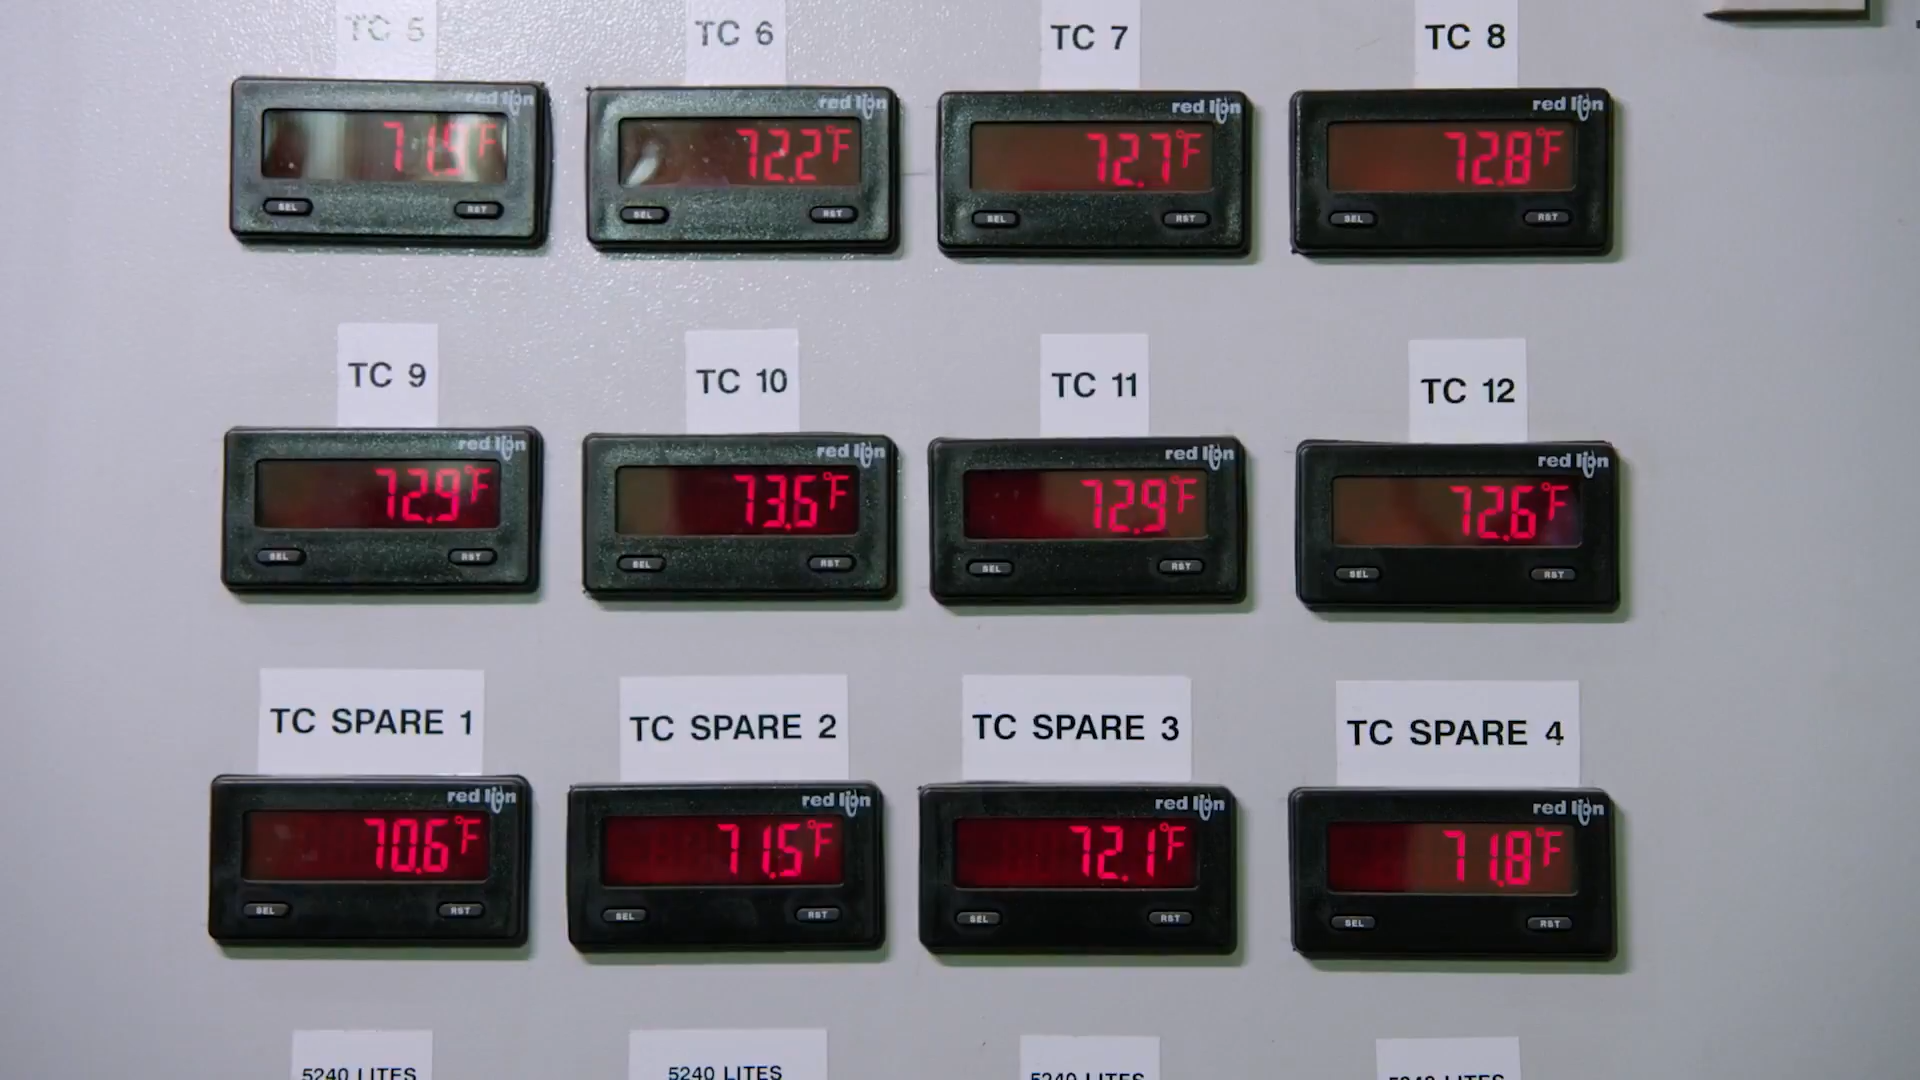 TC 5
TC 6
TC 7
TC 8
red lion
red lion
red lion
red lion
71.9°F
72.2°F
72.7°F
72.8°F
SEL RST
SEL RST
SEL RST
SEL RST
TC 9
TC 10
TC 11
TC 12
red lion
red lion
red lion
red lion
72.9°F
73.6°F
72.9°F
72.6°F
SEL RST
SEL RST
SEL RST
SEL RST
TC SPARE 1
TC SPARE 2
TC SPARE 3
TC SPARE 4
red lion
red lion
red lion
red lion
70.6°F
71.5°F
72.1°F
71.8°F
SEL RST
SEL RST
SEL RST
SEL RST
5240 LITES
5240 LITES
5240 LITES
5240 LITES